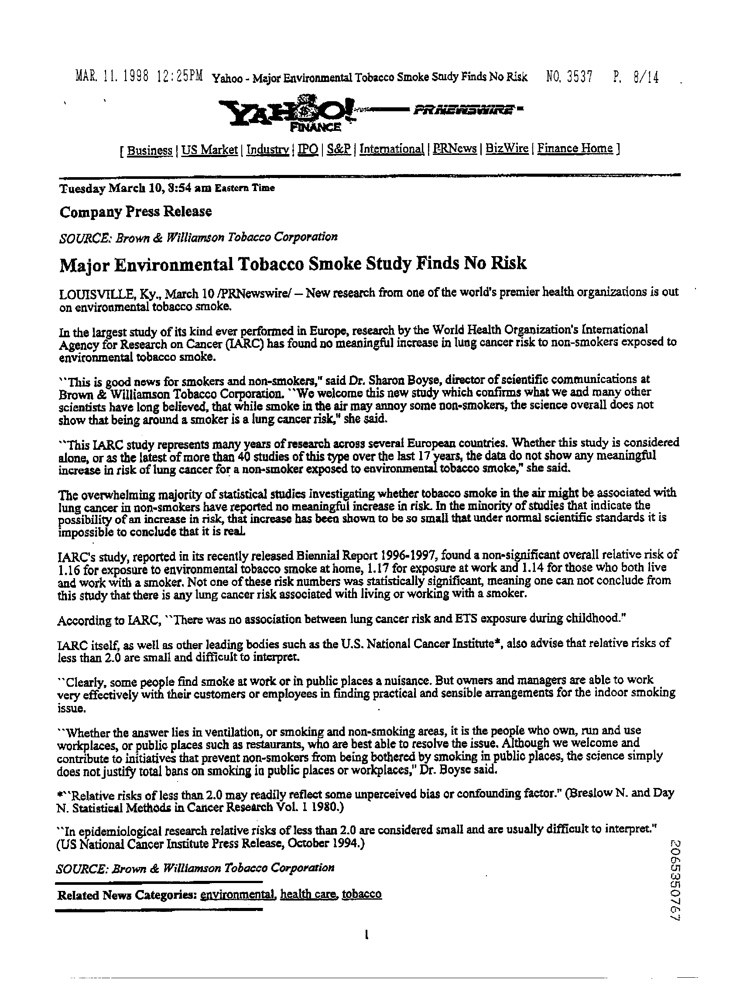 MAR. 11. 1998 12:25PM Yahoo - Major Environmental Tobacco Smoke Study Finds No Risk NO. 3537 P. 8/14
YAHOO! PRNEWSWIRE
FINANCE
[ Business | US Market | Industry | IPO | S&P | International | PRNews | BizWire | Finance Home ]
Tuesday March 10, 8:54 am Eastern Time
Company Press Release
SOURCE: Brown & Williamson Tobacco Corporation
Major Environmental Tobacco Smoke Study Finds No Risk
LOUISVILLE, Ky., March 10 /PRNewswire/ -- New research from one of the world's premier health organizations is out
on environmental tobacco smoke.
In the largest study of its kind ever performed in Europe, research by the World Health Organization's International
Agency for Research on Cancer (IARC) has found no meaningful increase in lung cancer risk to non-smokers exposed to
environmental tobacco smoke.
``This is good news for smokers and non-smokers,'' said Dr. Sharon Boyse, director of scientific communications at
Brown & Williamson Tobacco Corporation. ``We welcome this new study which confirms what we and many other
scientists have long believed, that while smoke in the air may annoy some non-smokers, the science overall does not
show that being around a smoker is a lung cancer risk,'' she said.
``This IARC study represents many years of research across several European countries. Whether this study is considered
alone, or as the latest of more than 40 studies of this type over the last 17 years, the data do not show any meaningful
increase in risk of lung cancer for a non-smoker exposed to environmental tobacco smoke,'' she said.
The overwhelming majority of statistical studies investigating whether tobacco smoke in the air might be associated with
lung cancer in non-smokers have reported no meaningful increase in risk. In the minority of studies that indicate the
possibility of an increase in risk, that increase has been shown to be so small that under normal scientific standards it is
impossible to conclude that it is real.
IARC's study, reported in its recently released Biennial Report 1996-1997, found a non-significant overall relative risk of
1.16 for exposure to environmental tobacco smoke at home, 1.17 for exposure at work and 1.14 for those who both live
and work with a smoker. Not one of these risk numbers was statistically significant, meaning one can not conclude from
this study that there is any lung cancer risk associated with living or working with a smoker.
According to IARC, ``There was no association between lung cancer risk and ETS exposure during childhood.''
IARC itself, as well as other leading bodies such as the U.S. National Cancer Institute*, also advise that relative risks of
less than 2.0 are small and difficult to interpret.
``Clearly, some people find smoke at work or in public places a nuisance. But owners and managers are able to work
very effectively with their customers or employees in finding practical and sensible arrangements for the indoor smoking
issue.
``Whether the answer lies in ventilation, or smoking and non-smoking areas, it is the people who own, run and use
workplaces, or public places such as restaurants, who are best able to resolve the issue. Although we welcome and
contribute to initiatives that prevent non-smokers from being bothered by smoking in public places, the science simply
does not justify total bans on smoking in public places or workplaces,'' Dr. Boyse said.
*``Relative risks of less than 2.0 may readily reflect some unperceived bias or confounding factor.'' (Breslow N. and Day
N. Statistical Methods in Cancer Research Vol. 1 1980.)
``In epidemiological research relative risks of less than 2.0 are considered small and are usually difficult to interpret.''
(US National Cancer Institute Press Release, October 1994.)
SOURCE: Brown & Williamson Tobacco Corporation
Related News Categories: environmental, health care, tobacco
2065350767
1